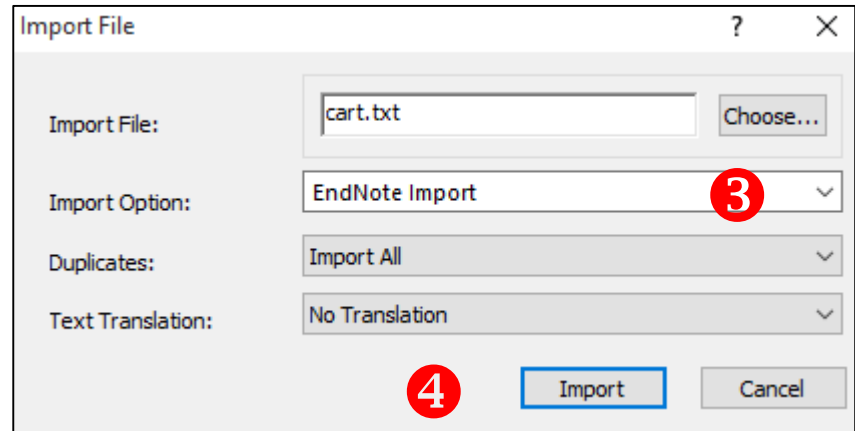 Import File ?
Import File: cart.txt Choose...
Import Option: EndNote Import 3
Duplicates: Import All
Text Translation: No Translation
4 Import Cancel